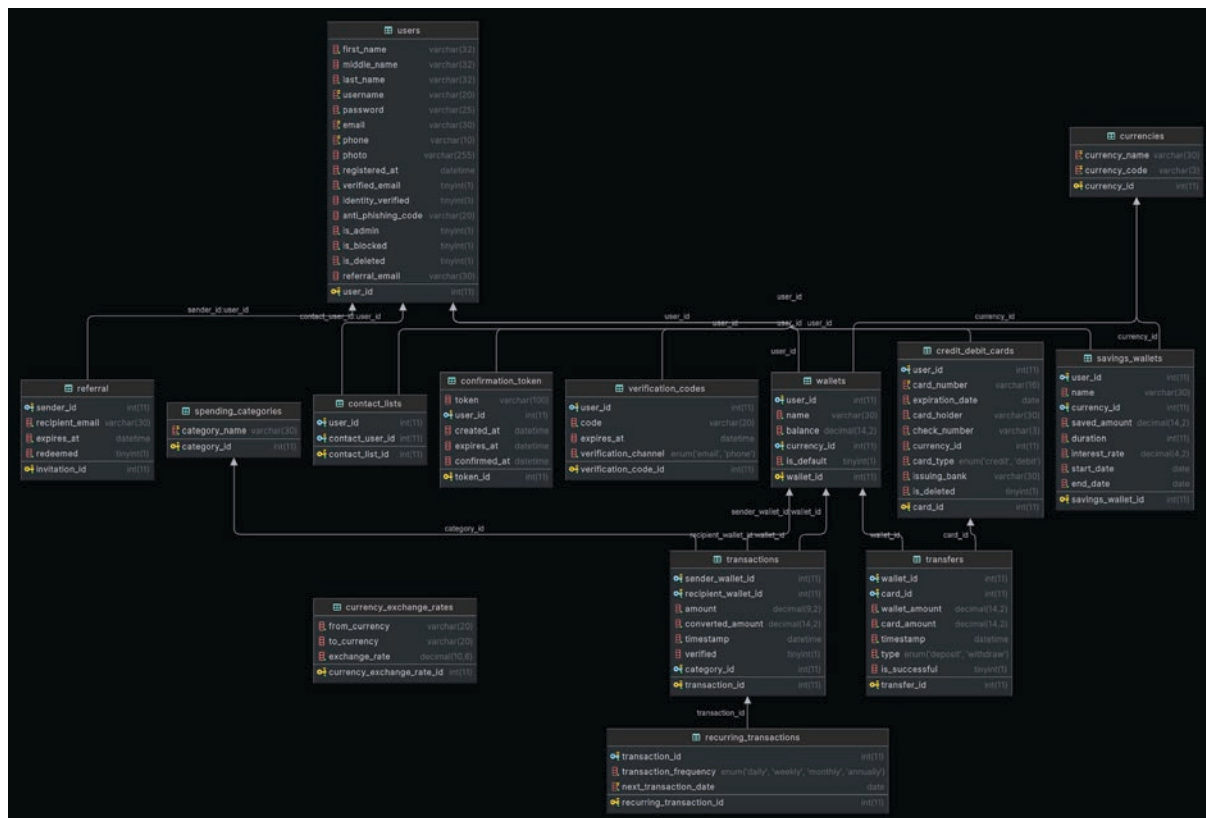 users
first_name varchar(32)
middle_name varchar(32)
last_name varchar(32)
username varchar(20)
password varchar(25)
email varchar(30)
phone varchar(10)
photo varchar(255)
registered_at datetime
verified_email tinyint(1)
identity_verified tinyint(1)
anti_phishing_code varchar(20)
is_admin tinyint(1)
is_blocked tinyint(1)
is_deleted tinyint(1)
referral_email varchar(30)
user_id int(11)
currencies
currency_name varchar(30)
currency_code varchar(3)
currency_id int(11)
sender_id:user_id
contact_user_id:user_id
user_id
user_id
user_id
user_id
user_id
user_id
currency_id
currency_id
referral
sender_id int(11)
recipient_email varchar(30)
expires_at datetime
redeemed tinyint(1)
invitation_id int(11)
spending_categories
category_name varchar(30)
category_id int(11)
contact_lists
user_id int(11)
contact_user_id int(11)
contact_list_id int(11)
confirmation_token
token varchar(100)
user_id int(11)
created_at datetime
expires_at datetime
confirmed_at datetime
token_id int(11)
verification_codes
user_id int(11)
code varchar(20)
expires_at datetime
verification_channel enum('email', 'phone')
verification_code_id int(11)
wallets
user_id int(11)
name varchar(30)
balance decimal(14,2)
currency_id int(11)
is_default tinyint(1)
wallet_id int(11)
credit_debit_cards
user_id int(11)
card_number varchar(16)
expiration_date date
card_holder varchar(30)
check_number varchar(3)
currency_id int(11)
card_type enum('credit', 'debit')
issuing_bank varchar(30)
is_deleted tinyint(1)
card_id int(11)
savings_wallets
user_id int(11)
name varchar(30)
currency_id int(11)
saved_amount decimal(14,2)
duration int(11)
interest_rate decimal(4,2)
start_date date
end_date date
savings_wallet_id int(11)
category_id
sender_wallet_id:wallet_id
recipient_wallet_id:wallet_id
wallet_id
card_id
transactions
sender_wallet_id int(11)
recipient_wallet_id int(11)
amount decimal(9,2)
converted_amount decimal(14,2)
timestamp datetime
verified tinyint(1)
category_id int(11)
transaction_id int(11)
transfers
wallet_id int(11)
card_id int(11)
wallet_amount decimal(14,2)
card_amount decimal(14,2)
timestamp datetime
type enum('deposit', 'withdraw')
is_successful tinyint(1)
transfer_id int(11)
currency_exchange_rates
from_currency varchar(20)
to_currency varchar(20)
exchange_rate decimal(10,6)
currency_exchange_rate_id int(11)
transaction_id
recurring_transactions
transaction_id int(11)
transaction_frequency enum('daily', 'weekly', 'monthly', 'annually')
next_transaction_date date
recurring_transaction_id int(11)